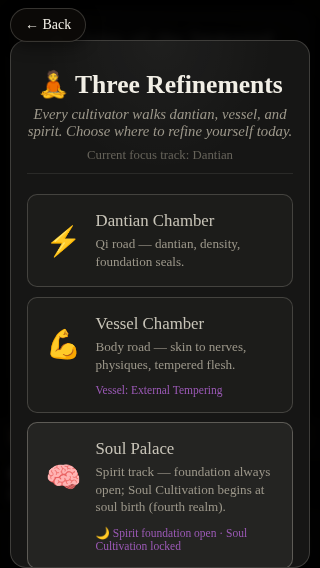 ← Back
🧘 Three Refinements
Every cultivator walks dantian, vessel, and
spirit. Choose where to refine yourself today.
Current focus track: Dantian
Dantian Chamber
Qi road — dantian, density,
foundation seals.
Vessel Chamber
Body road — skin to nerves,
physiques, tempered flesh.
Vessel: External Tempering
Soul Palace
Spirit track — foundation always
open; Soul Cultivation begins at
soul birth (fourth realm).
🌙 Spirit foundation open · Soul
Cultivation locked